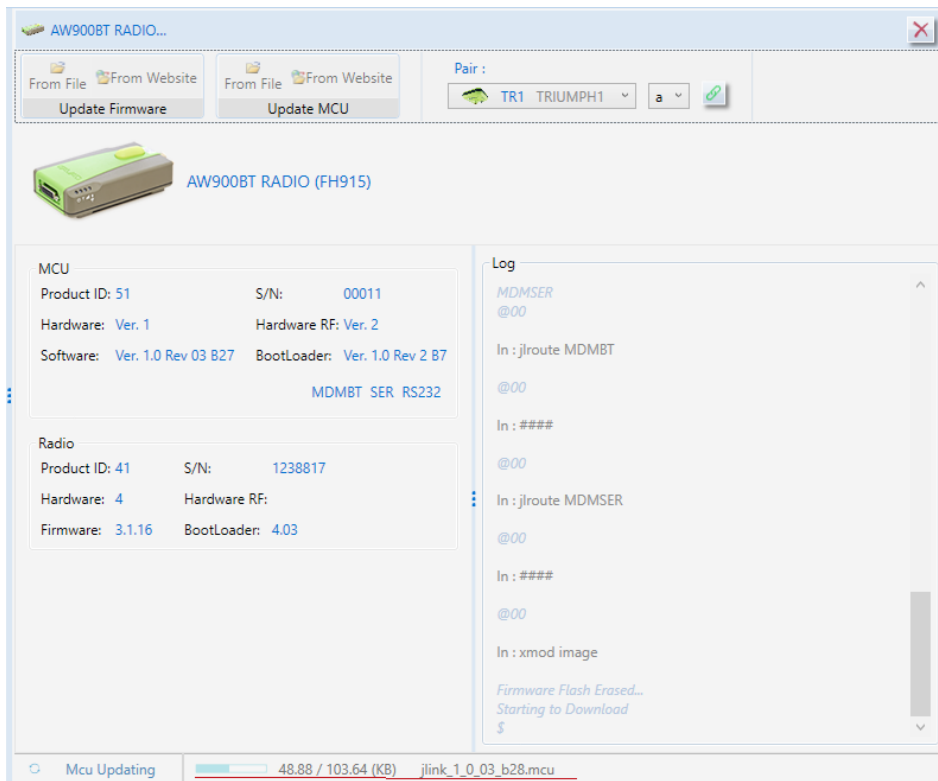 AW900BT RADIO...
From File From Website
Update Firmware
From File From Website
Update MCU
Pair :
TR1 TRIUMPH1
a
AW900BT RADIO (FH915)
MCU
Product ID: 51 S/N: 00011
Hardware: Ver. 1 Hardware RF: Ver. 2
Software: Ver. 1.0 Rev 03 B27 BootLoader: Ver. 1.0 Rev 2 B7
MDMBT SER RS232
Radio
Product ID: 41 S/N: 1238817
Hardware: 4 Hardware RF:
Firmware: 3.1.16 BootLoader: 4.03
Log
MDMSER
@00
In : jlroute MDMBT
@00
In : ####
@00
In : jlroute MDMSER
@00
In : ####
@00
In : xmod image
Firmware Flash Erased...
Starting to Download
$
Mcu Updating 48.88 / 103.64 (KB) jlink_1_0_03_b28.mcu